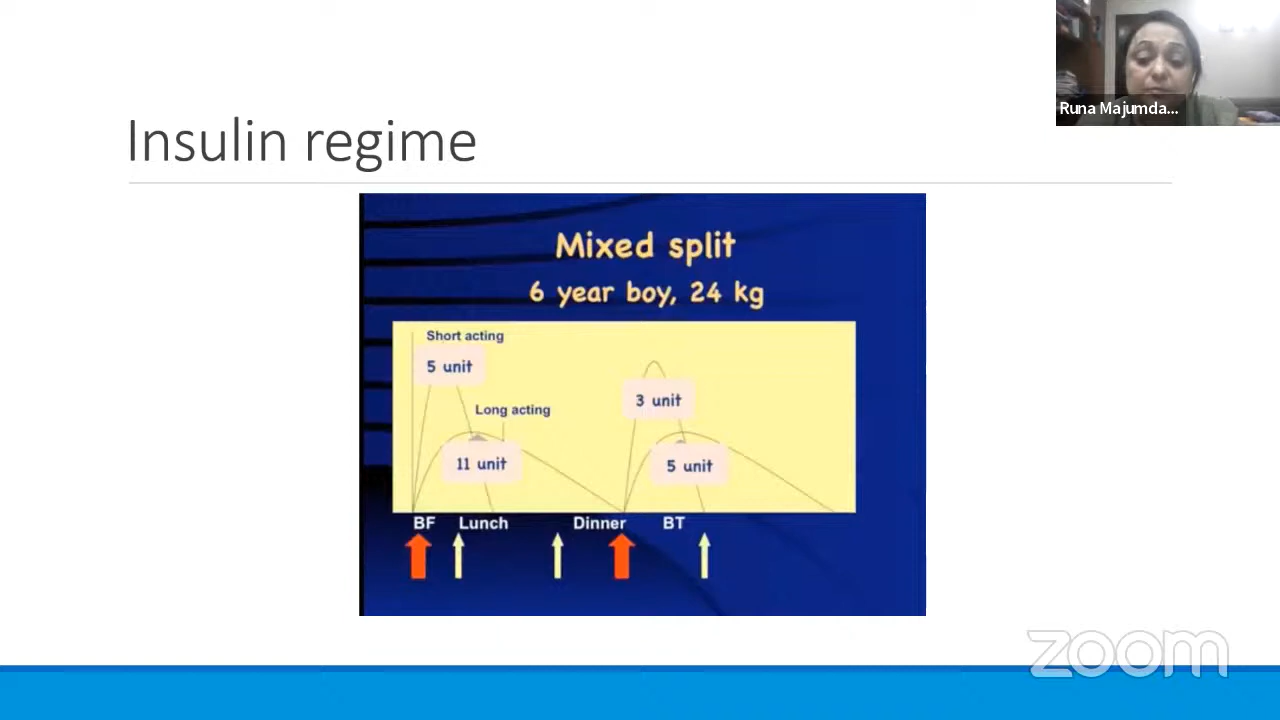 Runa Majumda...
Insulin regime
Mixed split
6 year boy, 24 kg
Short acting
5 unit
3 unit
Long acting
11 unit
5 unit
BF Lunch Dinner BT
zoom